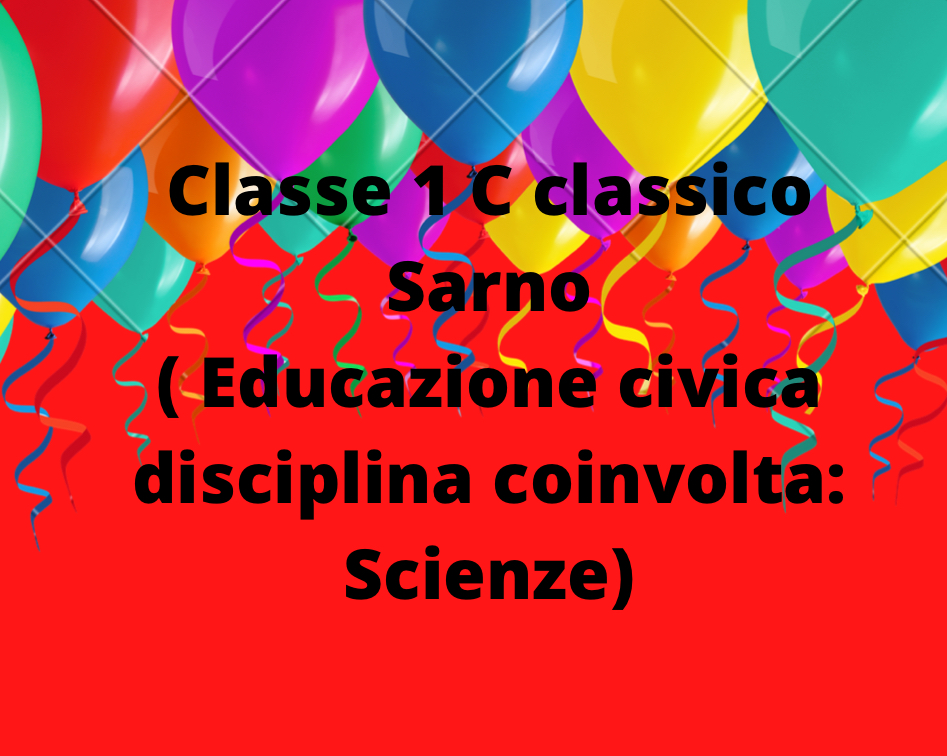 Classe 1 C classico
Sarno
( Educazione civica
disciplina coinvolta:
Scienze)